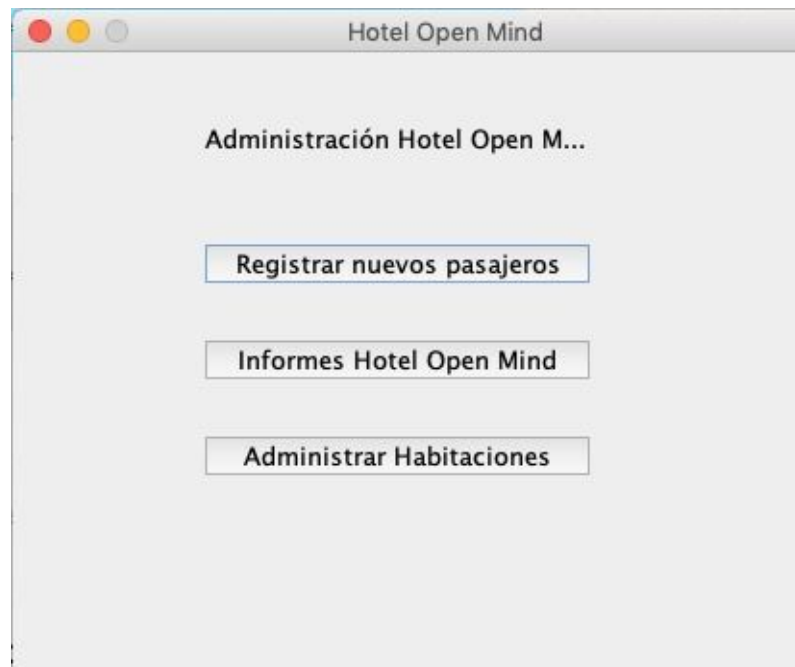 Hotel Open Mind
Administración Hotel Open M...
Registrar nuevos pasajeros
Informes Hotel Open Mind
Administrar Habitaciones